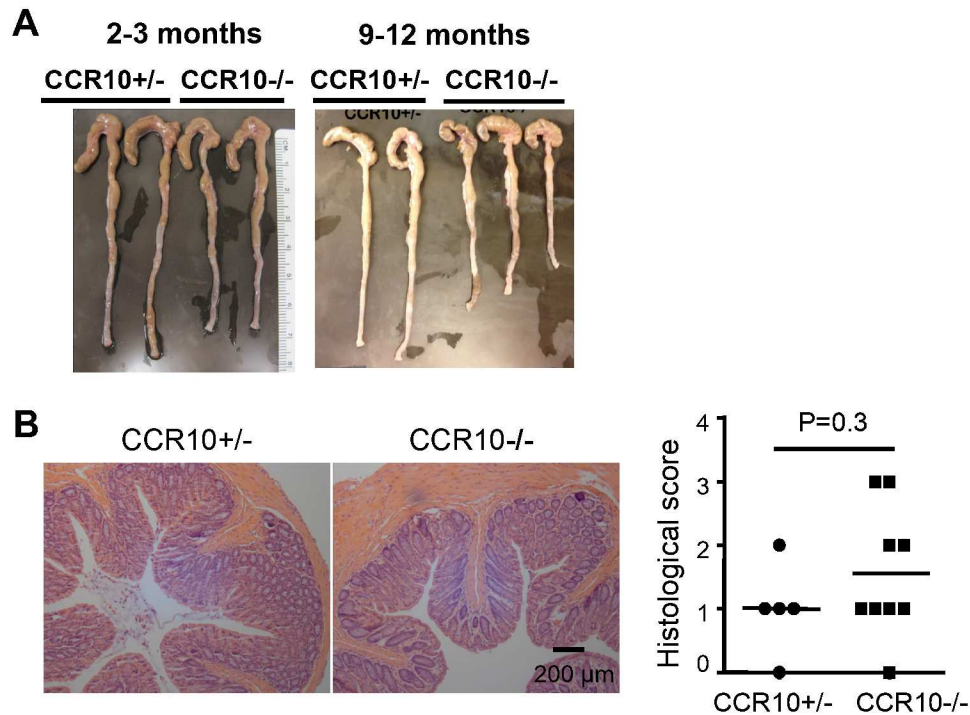 A
2-3 months
9-12 months
CCR10+/-
CCR10-/-
CCR10+/-
CCR10-/-
CCR10+/-
CM
B
CCR10+/-
CCR10-/-
200 µm
P=0.3
Histological score
4
3
2
1
0
CCR10+/-
CCR10-/-